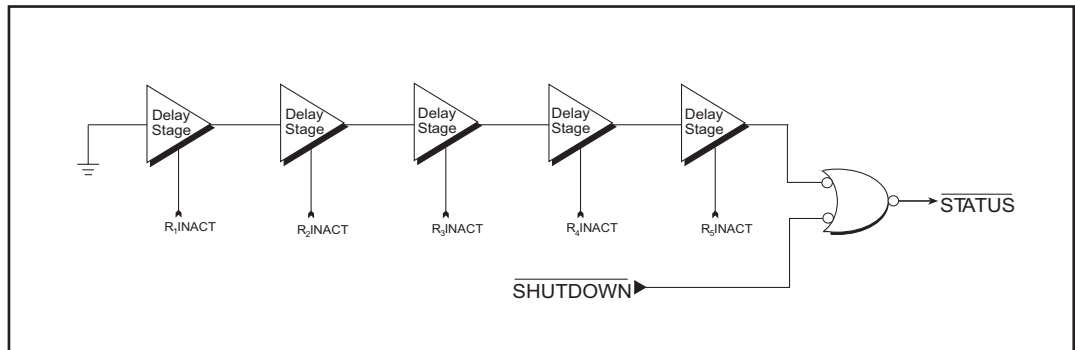 Delay
Stage
Delay
Stage
Delay
Stage
Delay
Stage
Delay
Stage
R₁INACT
R₂INACT
R₃INACT
R₄INACT
R₅INACT
STATUS
SHUTDOWN